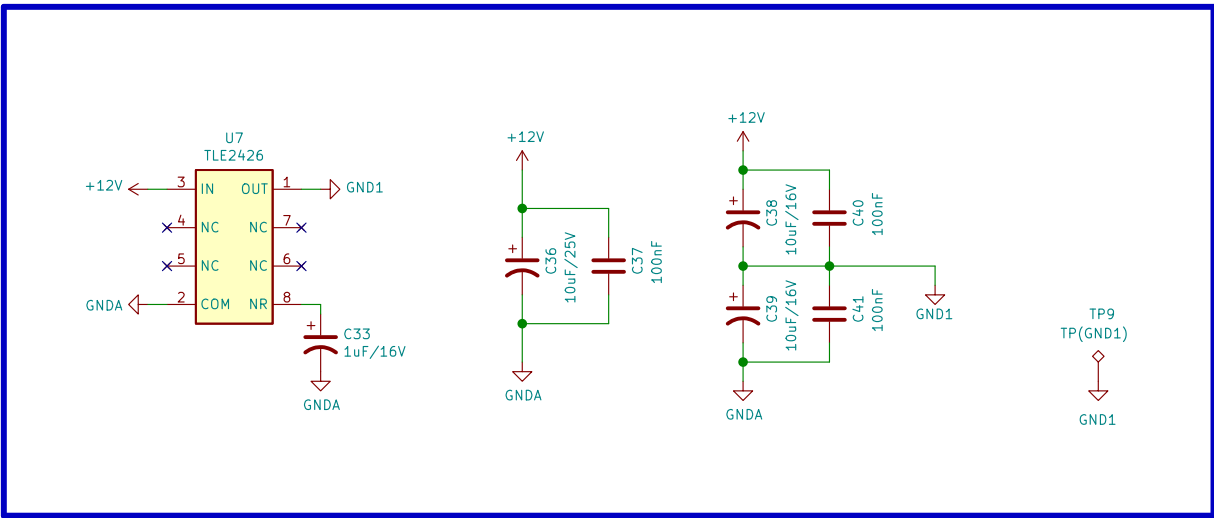 U7
TLE2426
+12V
3
IN
OUT
1
GND1
4
NC
NC
7
5
NC
NC
6
GNDA
2
COM
NR
8
+
C33
1uF/16V
GNDA
+12V
+
C36
10uF/25V
C37
100nF
GNDA
+12V
+
C38
10uF/16V
C40
100nF
+
C39
10uF/16V
C41
100nF
GND1
GNDA
TP9
TP(GND1)
GND1